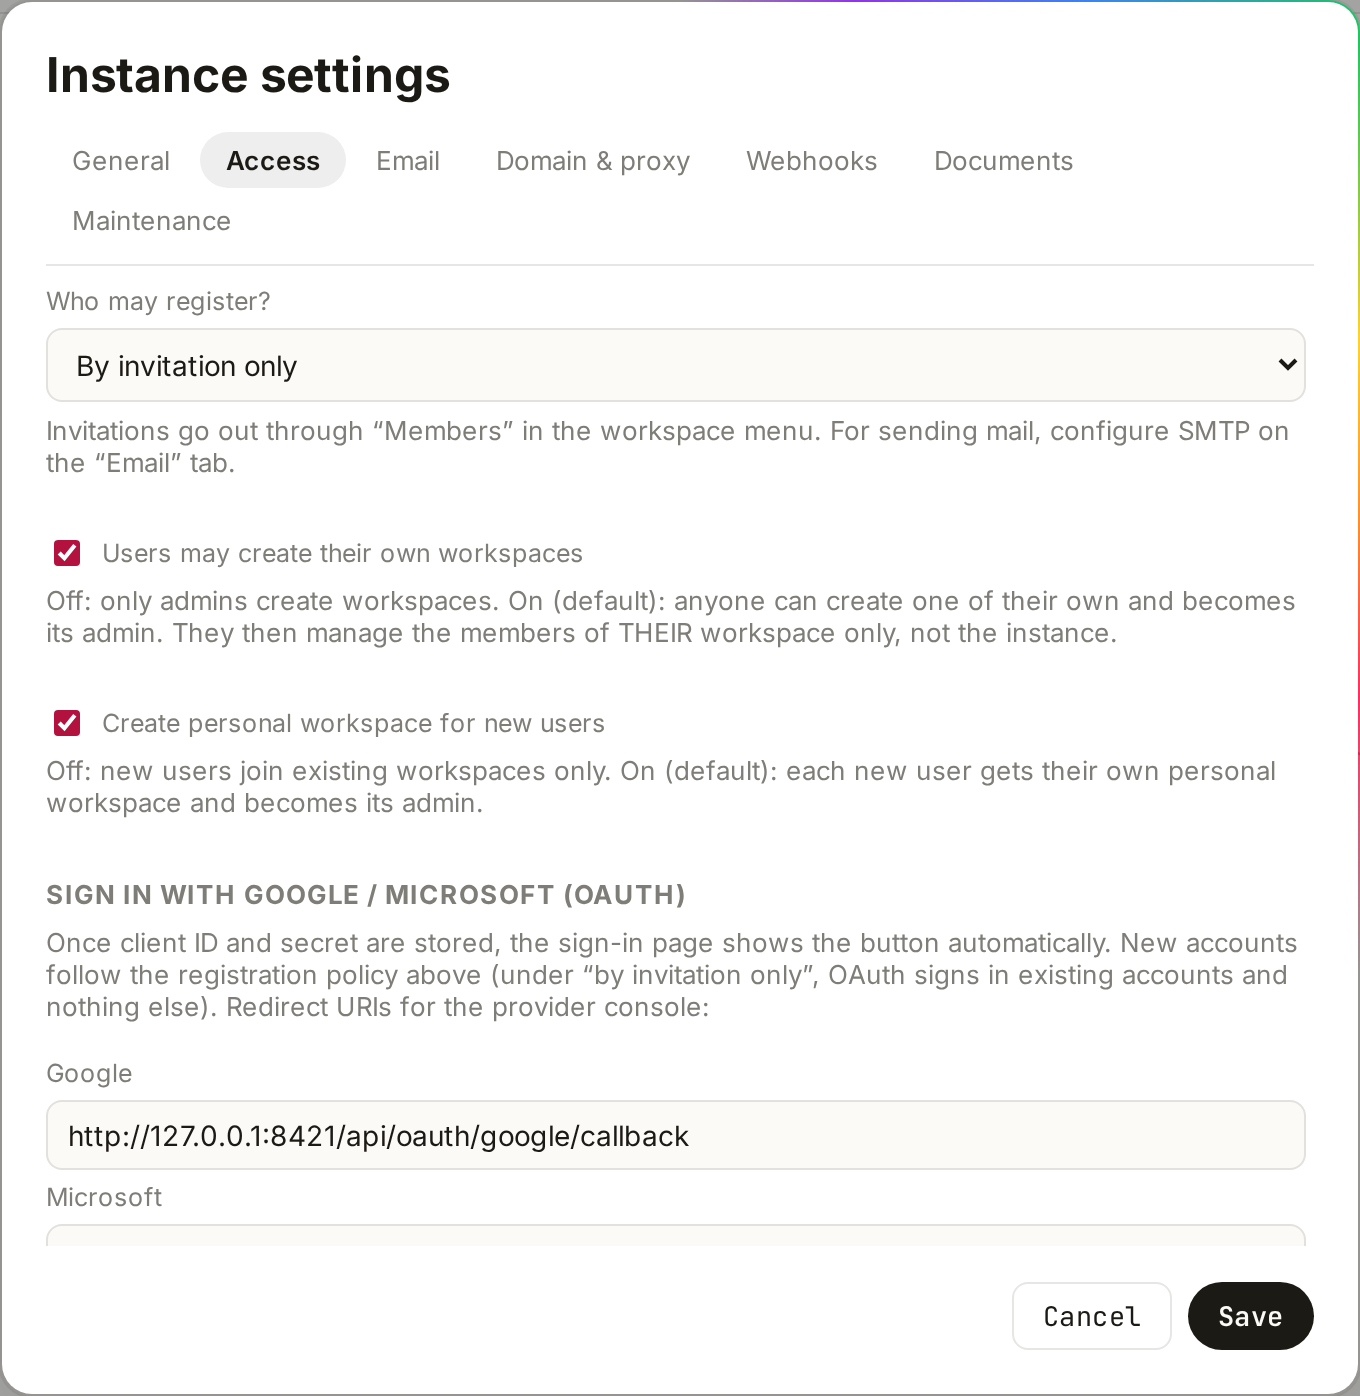 Instance settings
General
Access
Email
Domain & proxy
Webhooks
Documents
Maintenance
Who may register?
By invitation only
Invitations go out through “Members” in the workspace menu. For sending mail, configure SMTP on
the “Email” tab.
Users may create their own workspaces
Off: only admins create workspaces. On (default): anyone can create one of their own and becomes
its admin. They then manage the members of THEIR workspace only, not the instance.
Create personal workspace for new users
Off: new users join existing workspaces only. On (default): each new user gets their own personal
workspace and becomes its admin.
SIGN IN WITH GOOGLE / MICROSOFT (OAUTH)
Once client ID and secret are stored, the sign-in page shows the button automatically. New accounts
follow the registration policy above (under “by invitation only”, OAuth signs in existing accounts and
nothing else). Redirect URIs for the provider console:
Google
http://127.0.0.1:8421/api/oauth/google/callback
Microsoft
Cancel
Save